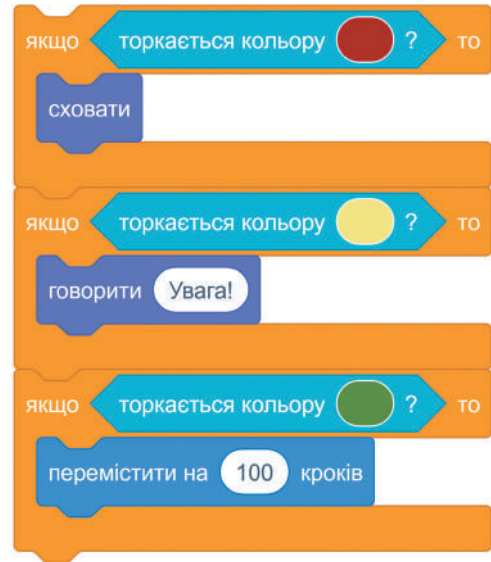 якщо торкається кольору ? то
сховати
якщо торкається кольору ? то
говорити Увага!
якщо торкається кольору ? то
перемістити на 100 кроків